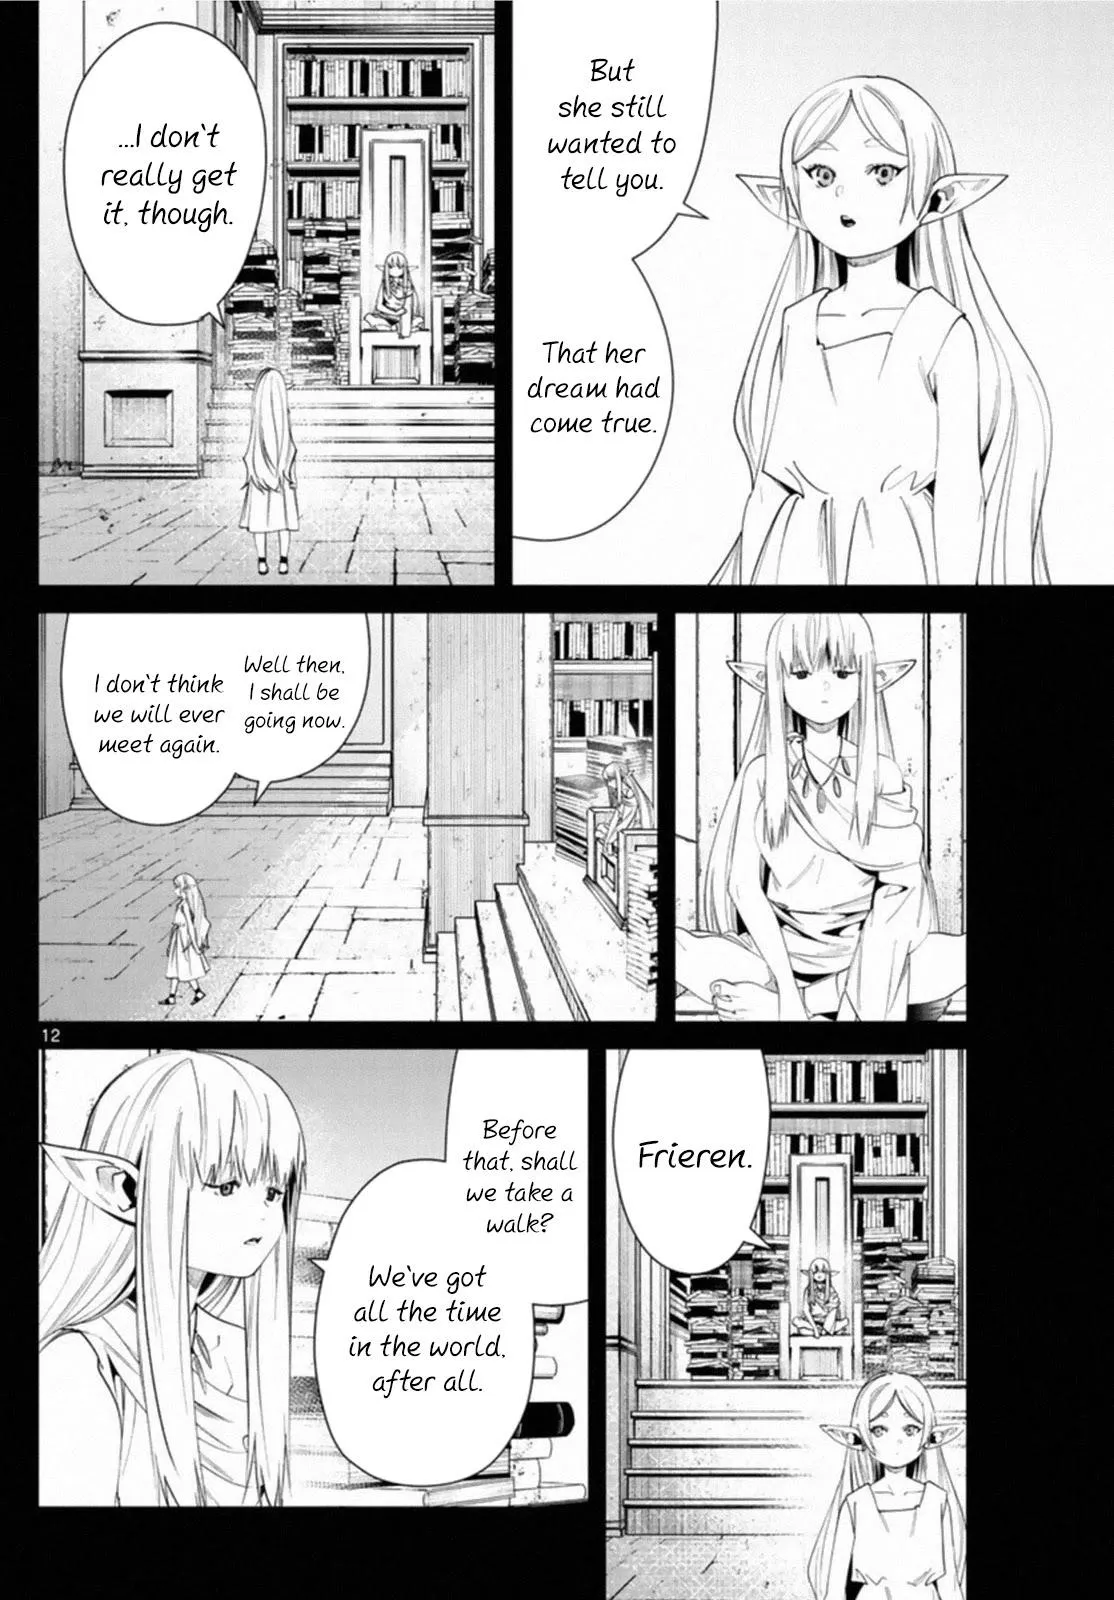 But
she still
wanted to
tell you.
That her
dream had
come true.
...I don't
really get
it, though.
Well then,
I shall be
going now.
I don't think
we will ever
meet again.
12
Frieren.
Before
that, shall
we take a
walk?
We've got
all the time
in the world,
after all.